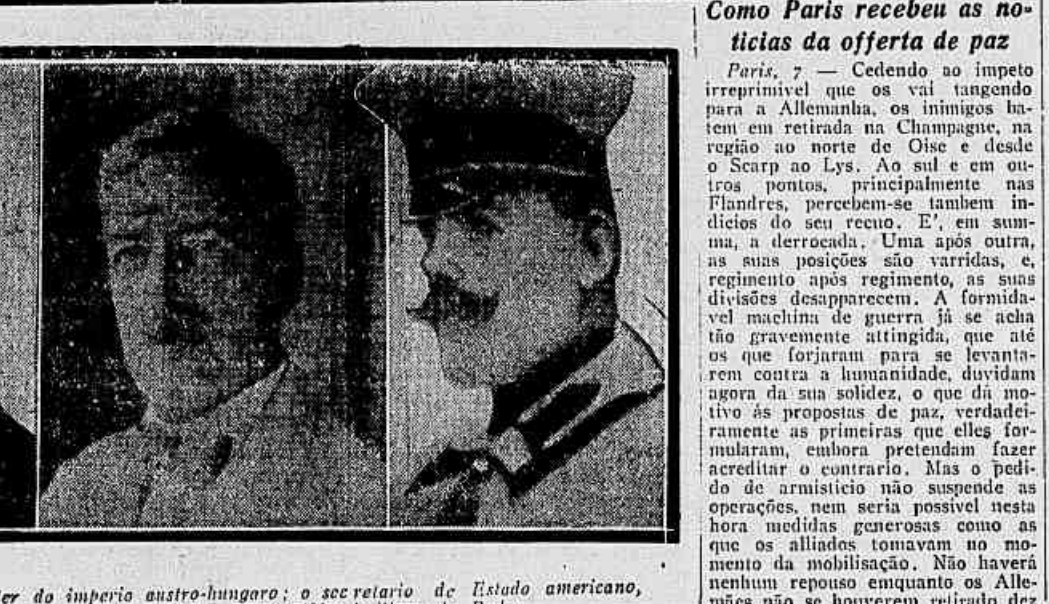 Como Paris recebeu as no-
ticias da offerta de paz
Paris, 7 — Cedendo ao impeto
irreprimivel que os vai tangendo
para a Allemanha, os inimigos ba-
tem em retirada na Champagne, na
região ao norte de Oise e desde
o Scarp ao Lys. Ao sul e em ou-
tros pontos, principalmente nas
Flandres, percebem-se tambem in-
dicios do seu recuo. E', em sum-
ma, a derrocada. Uma após outra,
as suas posições são varridas, e,
regimento após regimento, as suas
divisões desapparecem. A formida-
vel machina de guerra já se acha
tão gravemente attingida, que até
os que forjaram para se levanta-
rem contra a humanidade, duvidam
agora da sua solidez, o que dá mo-
tivo ás propostas de paz, verdadei-
ramente as primeiras que elles for-
mularam, embora pretendam fazer
acreditar o contrario. Mas o pedi-
do de armisticio não suspende as
operações, nem seria possivel nesta
hora medidas generosas como as
que os alliados tomavam no mo-
mento da mobilisação. Não haverá
nenhum repouso emquanto os Alle-
mães não se houverem retirado dez
er do imperio austro-hungaro; o secretario de Estado americano,